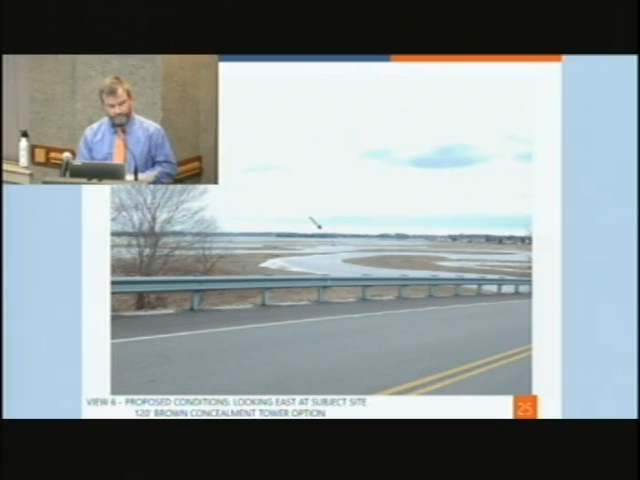 VIEW 6 - PROPOSED CONDITIONS: LOOKING EAST AT SUBJECT SITE
120' BROWN CONCEALMENT TOWER OPTION
25